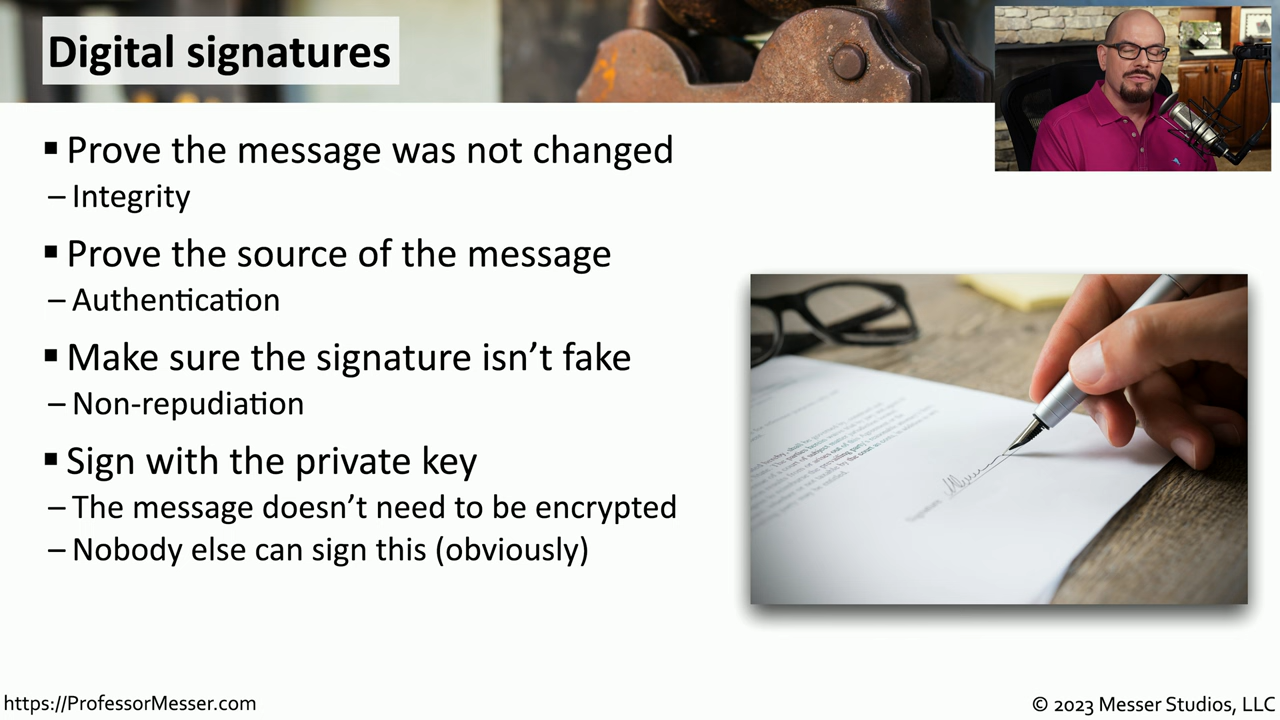 Digital signatures
▪ Prove the message was not changed
– Integrity
▪ Prove the source of the message
– Authentication
▪ Make sure the signature isn't fake
– Non-repudiation
▪ Sign with the private key
– The message doesn't need to be encrypted
– Nobody else can sign this (obviously)
https://ProfessorMesser.com
© 2023 Messer Studios, LLC